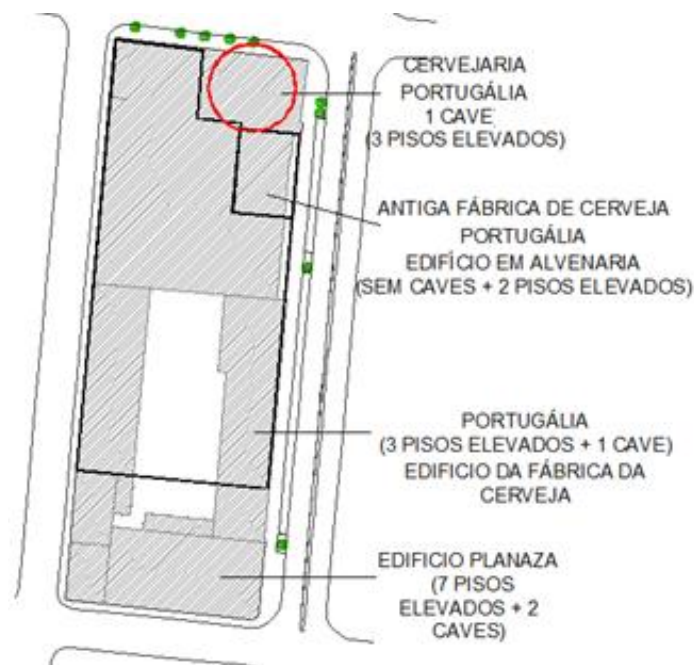 CERVEJARIA
PORTUGÁLIA
1 CAVE
(3 PISOS ELEVADOS)
ANTIGA FÁBRICA DE CERVEJA
PORTUGÁLIA
EDIFÍCIO EM ALVENARIA
(SEM CAVES + 2 PISOS ELEVADOS)
PORTUGÁLIA
(3 PISOS ELEVADOS + 1 CAVE)
EDIFICIO DA FÁBRICA DA
CERVEJA
EDIFICIO PLANAZA
(7 PISOS
ELEVADOS + 2
CAVES)